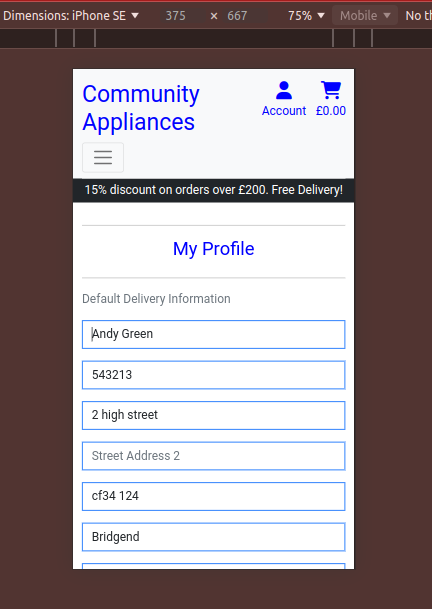 Dimensions: iPhone SE 375 × 667 75% Mobile No th
Community
Appliances
Account £0.00
15% discount on orders over £200. Free Delivery!
My Profile
Default Delivery Information
Andy Green
543213
2 high street
Street Address 2
cf34 124
Bridgend